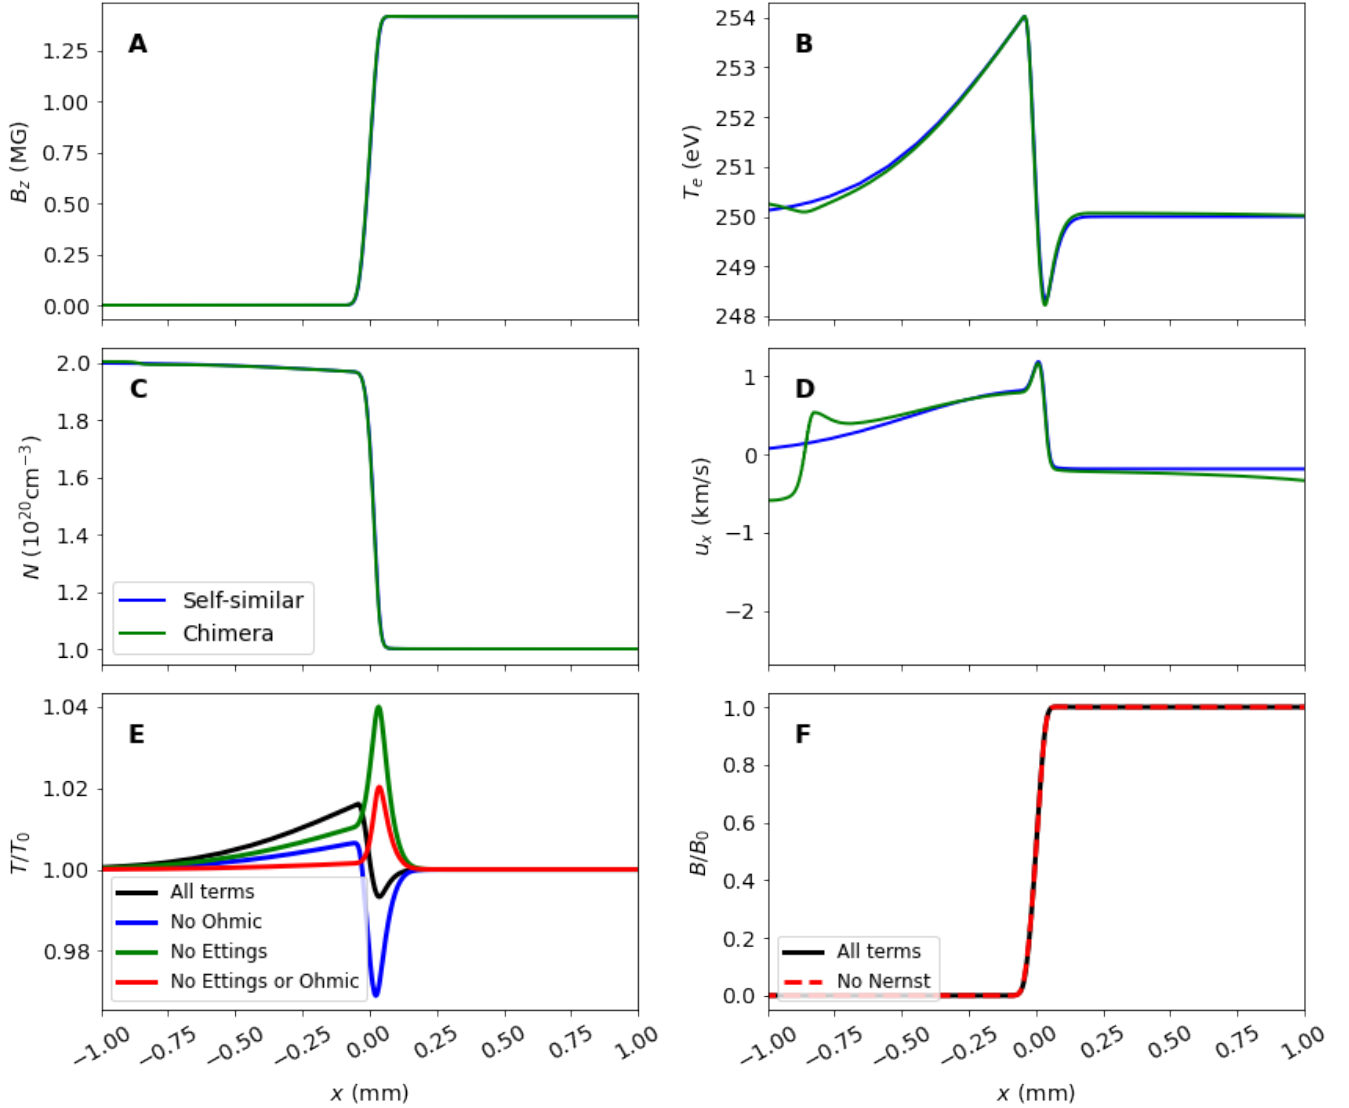 A
B_z (MG)
1.25
1.00
0.75
0.50
0.25
0.00
B
T_e (eV)
254
253
252
251
250
249
248
C
N (10^{20}cm^{-3})
2.0
1.8
1.6
1.4
1.2
1.0
Self-similar
Chimera
D
u_x (km/s)
1
0
−1
−2
E
T/T_0
1.04
1.02
1.00
0.98
All terms
No Ohmic
No Ettings
No Ettings or Ohmic
−1.00 −0.75 −0.50 −0.25 0.00 0.25 0.50 0.75 1.00
x (mm)
F
B/B_0
1.0
0.8
0.6
0.4
0.2
0.0
All terms
No Nernst
−1.00 −0.75 −0.50 −0.25 0.00 0.25 0.50 0.75 1.00
x (mm)